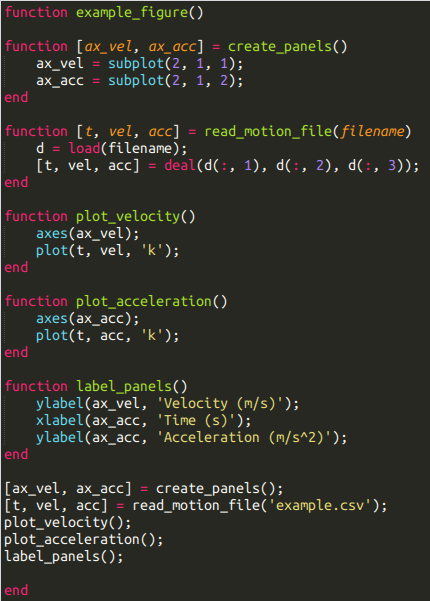 function example_figure()

function [ax_vel, ax_acc] = create_panels()
    ax_vel = subplot(2, 1, 1);
    ax_acc = subplot(2, 1, 2);
end

function [t, vel, acc] = read_motion_file(filename)
    d = load(filename);
    [t, vel, acc] = deal(d(:, 1), d(:, 2), d(:, 3));
end

function plot_velocity()
    axes(ax_vel);
    plot(t, vel, 'k');
end

function plot_acceleration()
    axes(ax_acc);
    plot(t, acc, 'k');
end

function label_panels()
    ylabel(ax_vel, 'Velocity (m/s)');
    xlabel(ax_acc, 'Time (s)');
    ylabel(ax_acc, 'Acceleration (m/s^2)');
end

[ax_vel, ax_acc] = create_panels();
[t, vel, acc] = read_motion_file('example.csv');
plot_velocity();
plot_acceleration();
label_panels();

end